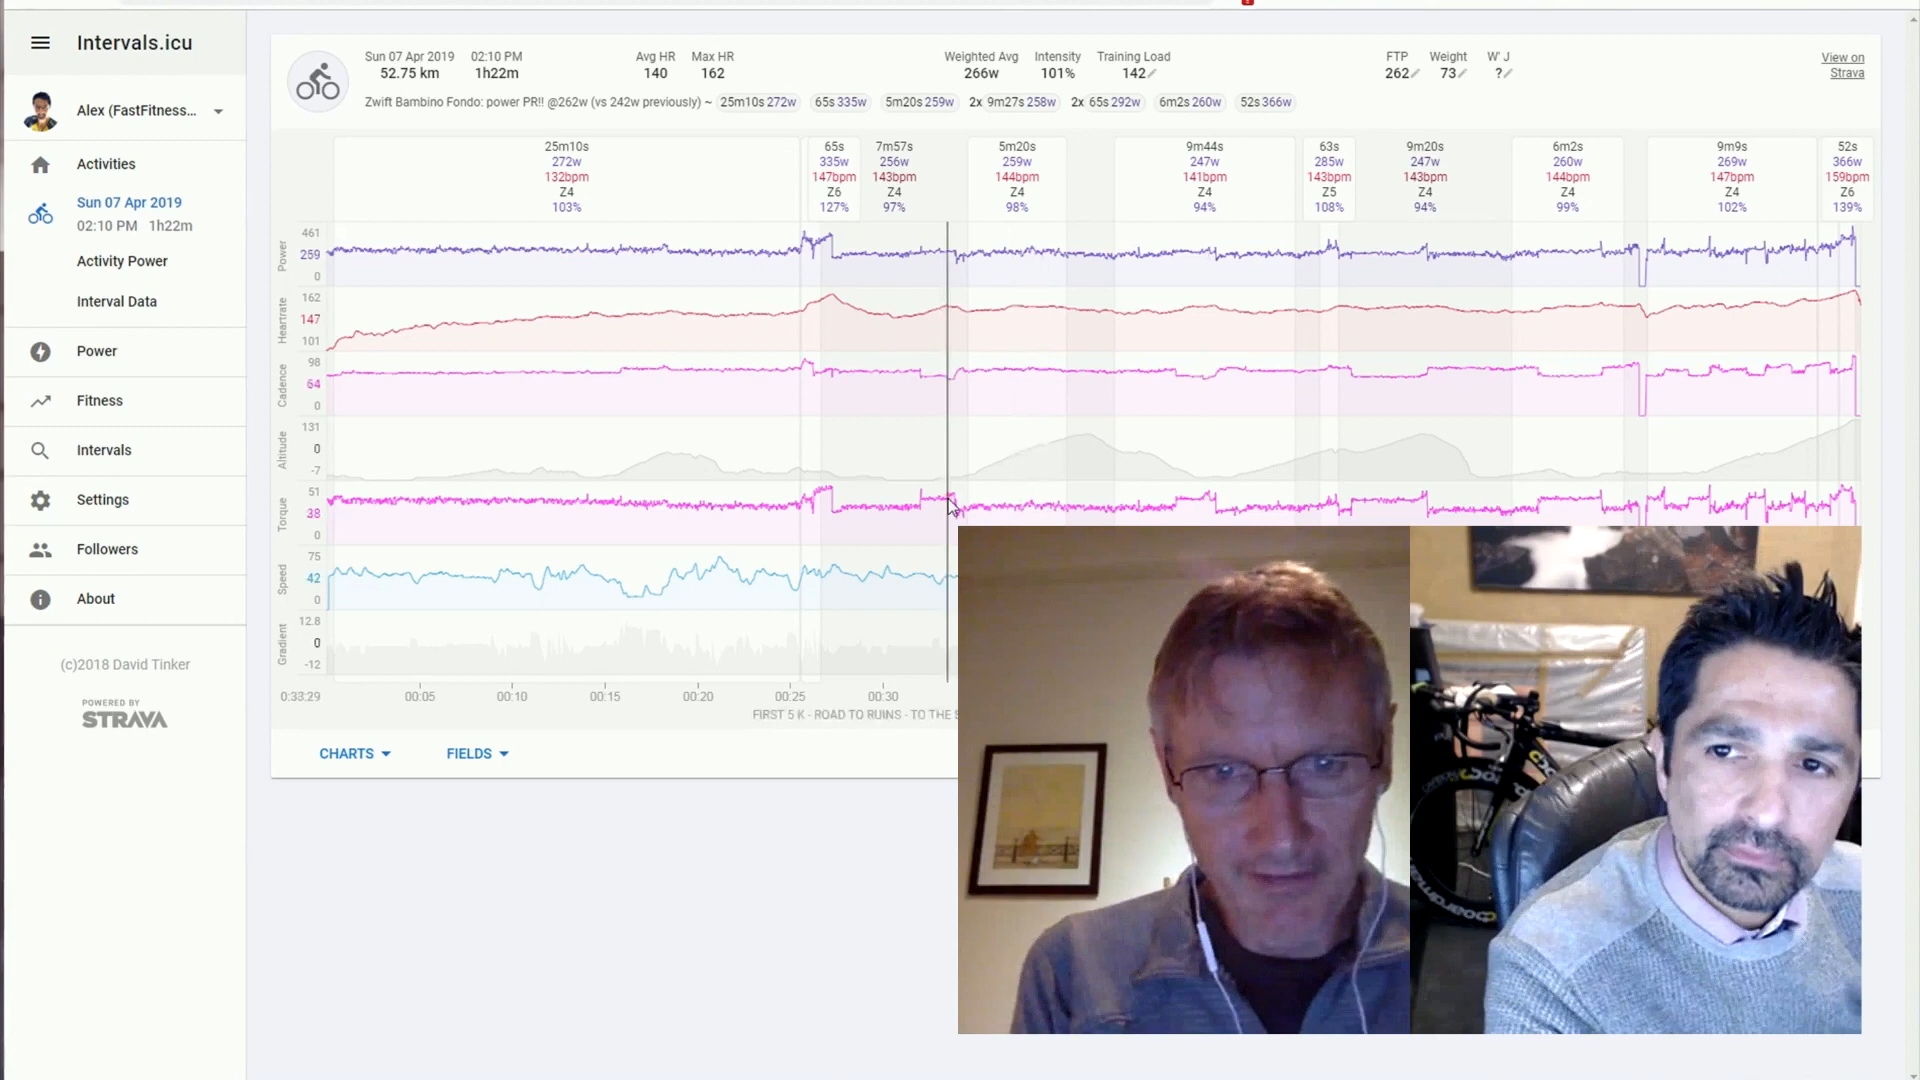 Intervals.icu
Alex (FastFitness...
Activities
Sun 07 Apr 2019
02:10 PM 1h22m
Activity Power
Interval Data
Power
Fitness
Intervals
Settings
Followers
About
(c)2018 David Tinker
POWERED BY
STRAVA
Sun 07 Apr 2019 02:10 PM Avg HR Max HR Weighted Avg Intensity Training Load FTP Weight W' J View on Strava
52.75 km 1h22m 140 162 266w 101% 142 262 73 ?
Zwift Bambino Fondo: power PR!! @262w (vs 242w previously) ~ 25m10s 272w 65s 335w 5m20s 259w 2x 9m27s 258w 2x 65s 292w 6m2s 260w 52s 366w
25m10s 65s 7m57s 5m20s 9m44s 63s 9m20s 6m2s 9m9s 52s
272w 335w 256w 259w 247w 285w 247w 260w 269w 366w
132bpm 147bpm 143bpm 144bpm 141bpm 143bpm 143bpm 144bpm 147bpm 159bpm
Z4 Z6 Z4 Z4 Z4 Z5 Z4 Z4 Z4 Z6
103% 127% 97% 98% 94% 108% 94% 99% 102% 139%
Power
461
259
0
Heartrate
162
147
101
Cadence
98
64
0
Altitude
131
0
-7
Torque
51
38
0
Speed
75
42
0
Gradient
12.8
0
-12
0:33:29 00:05 00:10 00:15 00:20 00:25 00:30
FIRST 5 K - ROAD TO RUINS - TO THE
CHARTS FIELDS